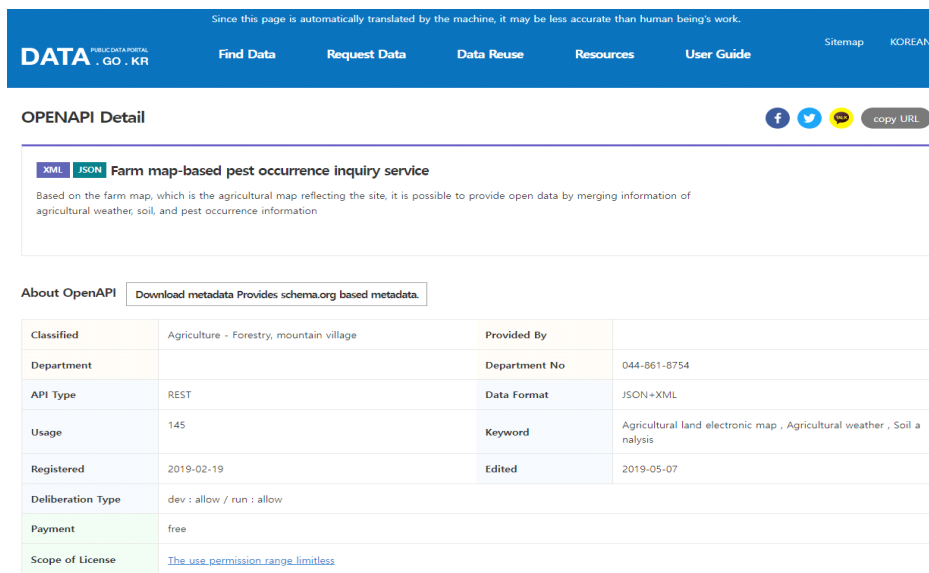 Since this page is automatically translated by the machine, it may be less accurate than human being's work.
Sitemap KOREAN
DATA PUBLIC DATA PORTAL . GO . KR Find Data Request Data Data Reuse Resources User Guide
OPENAPI Detail
f TALK copy URL
XML JSON Farm map-based pest occurrence inquiry service
Based on the farm map, which is the agricultural map reflecting the site, it is possible to provide open data by merging information of
agricultural weather, soil, and pest occurrence information
About OpenAPI Download metadata Provides schema.org based metadata.
Classified Agriculture - Forestry, mountain village Provided By
Department Department No 044-861-8754
API Type REST Data Format JSON+XML
Usage 145 Keyword Agricultural land electronic map , Agricultural weather , Soil a
nalysis
Registered 2019-02-19 Edited 2019-05-07
Deliberation Type dev : allow / run : allow
Payment free
Scope of License The use permission range limitless